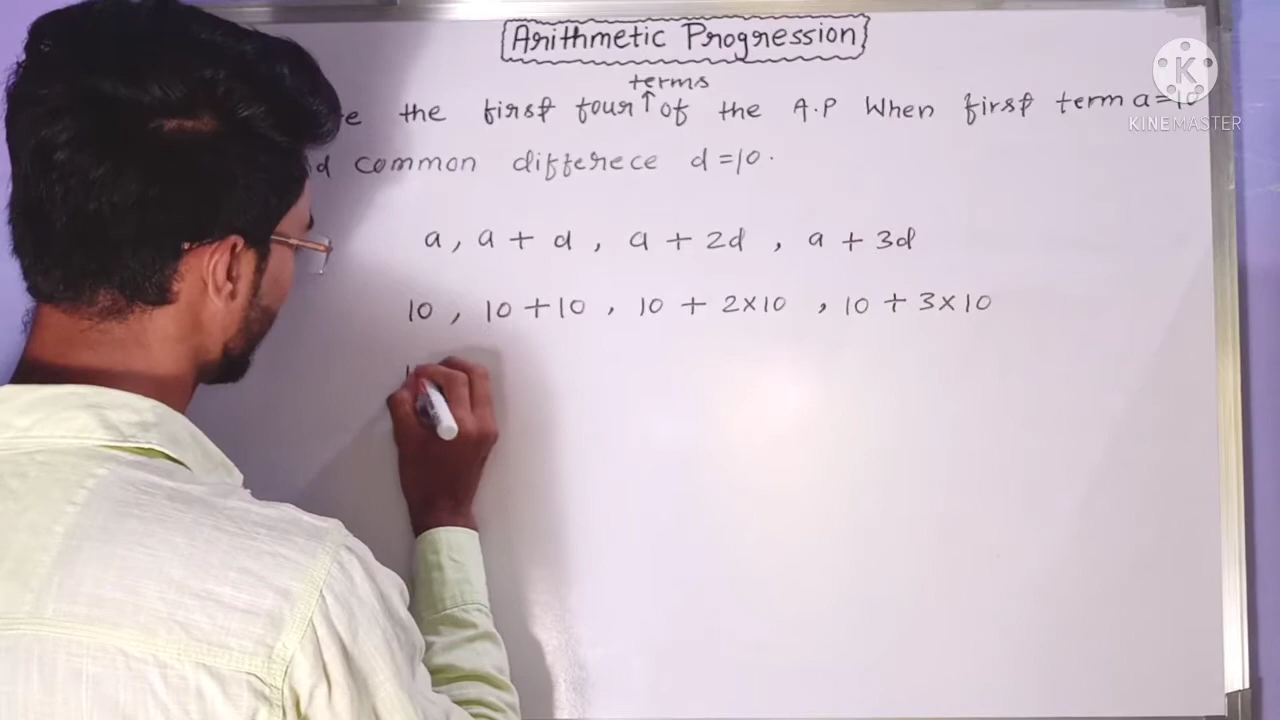 Arithmetic Progression
terms
the first four ↑ of the A.P When first term a=10
common differece d=10.
a, a + d, a + 2d, a + 3d
10, 10+10, 10 + 2×10, 10 + 3×10
K
KINEMASTER